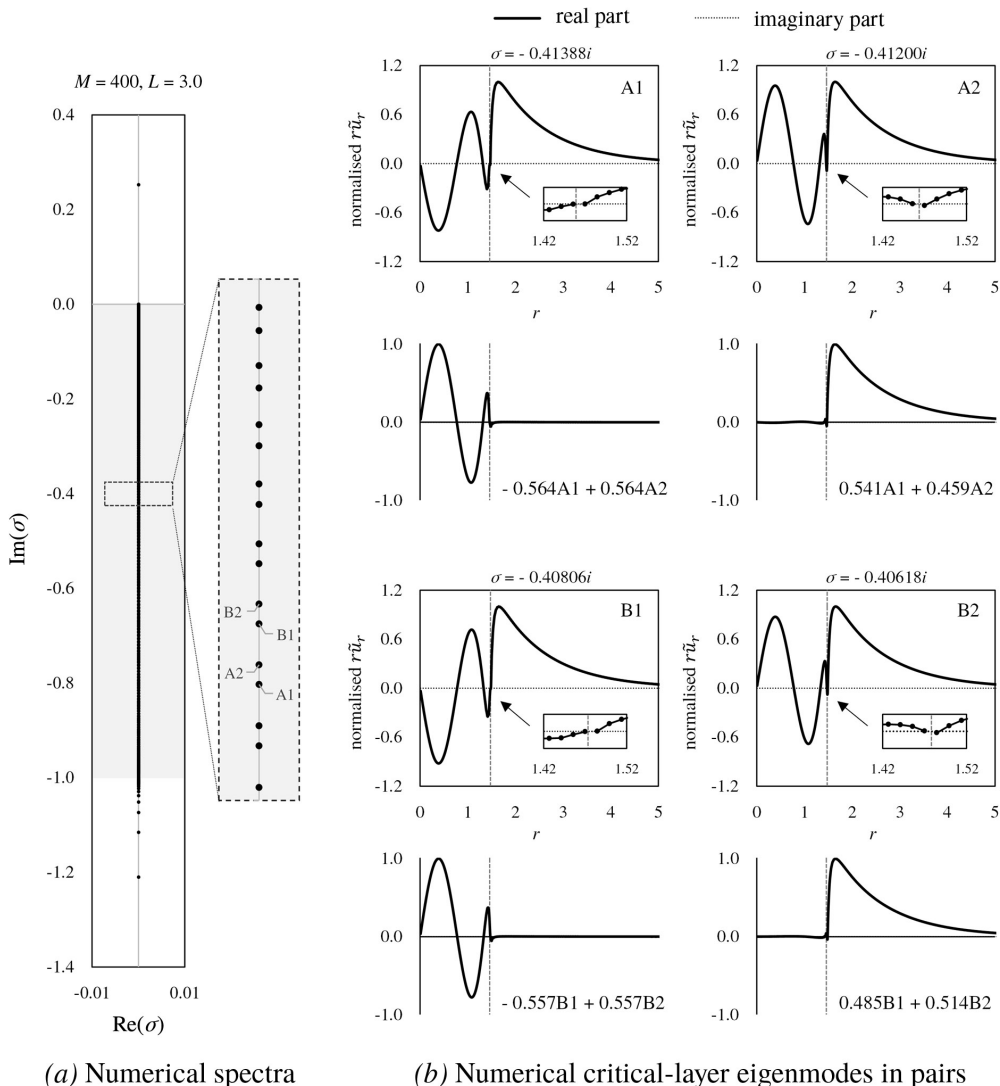 real part
imaginary part
M = 400, L = 3.0
0.4
0.2
0.0
-0.2
-0.4
-0.6
-0.8
-1.0
-1.2
-1.4
Im(σ)
-0.01
0.01
Re(σ)
B2
B1
A2
A1
σ = - 0.41388i
A1
1.2
0.6
0.0
-0.6
-1.2
normalised rũr
1.42
1.52
0
1
2
3
4
5
r
σ = - 0.41200i
A2
1.2
0.6
0.0
-0.6
-1.2
normalised rũr
1.42
1.52
0
1
2
3
4
5
r
1.0
0.0
-1.0
- 0.564A1 + 0.564A2
1.0
0.0
-1.0
0.541A1 + 0.459A2
σ = - 0.40806i
B1
1.2
0.6
0.0
-0.6
-1.2
normalised rũr
1.42
1.52
0
1
2
3
4
5
r
σ = - 0.40618i
B2
1.2
0.6
0.0
-0.6
-1.2
normalised rũr
1.42
1.52
0
1
2
3
4
5
r
1.0
0.0
-1.0
- 0.557B1 + 0.557B2
1.0
0.0
-1.0
0.485B1 + 0.514B2
(a) Numerical spectra
(b) Numerical critical-layer eigenmodes in pairs